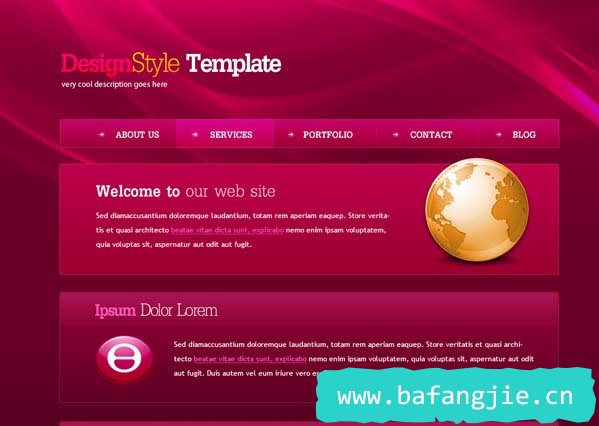 DesignStyle Template
very cool description goes here
ABOUT US SERVICES PORTFOLIO CONTACT BLOG
Welcome to our web site
Sed diamaccusantium doloremque laudantium, totam rem aperiam eaquep. Store verita-
tis et quasi architecto beatae vitae dicta sunt, explicabo nemo enim ipsam voluptatem,
quia voluptas sit, aspernatur aut odit aut fugit.
Ipsum Dolor Lorem
Sed diamaccusantium doloremque laudantium, totam rem aperiam eaquep. Store veritatis et quasi archi-
tecto beatae vitae dicta sunt, explicabo nemo enim ipsam voluptatem, quia voluptas sit, aspernatur aut odit
aut fugit. Duis autem vel eum iriure vero
www.bafangjie.cn